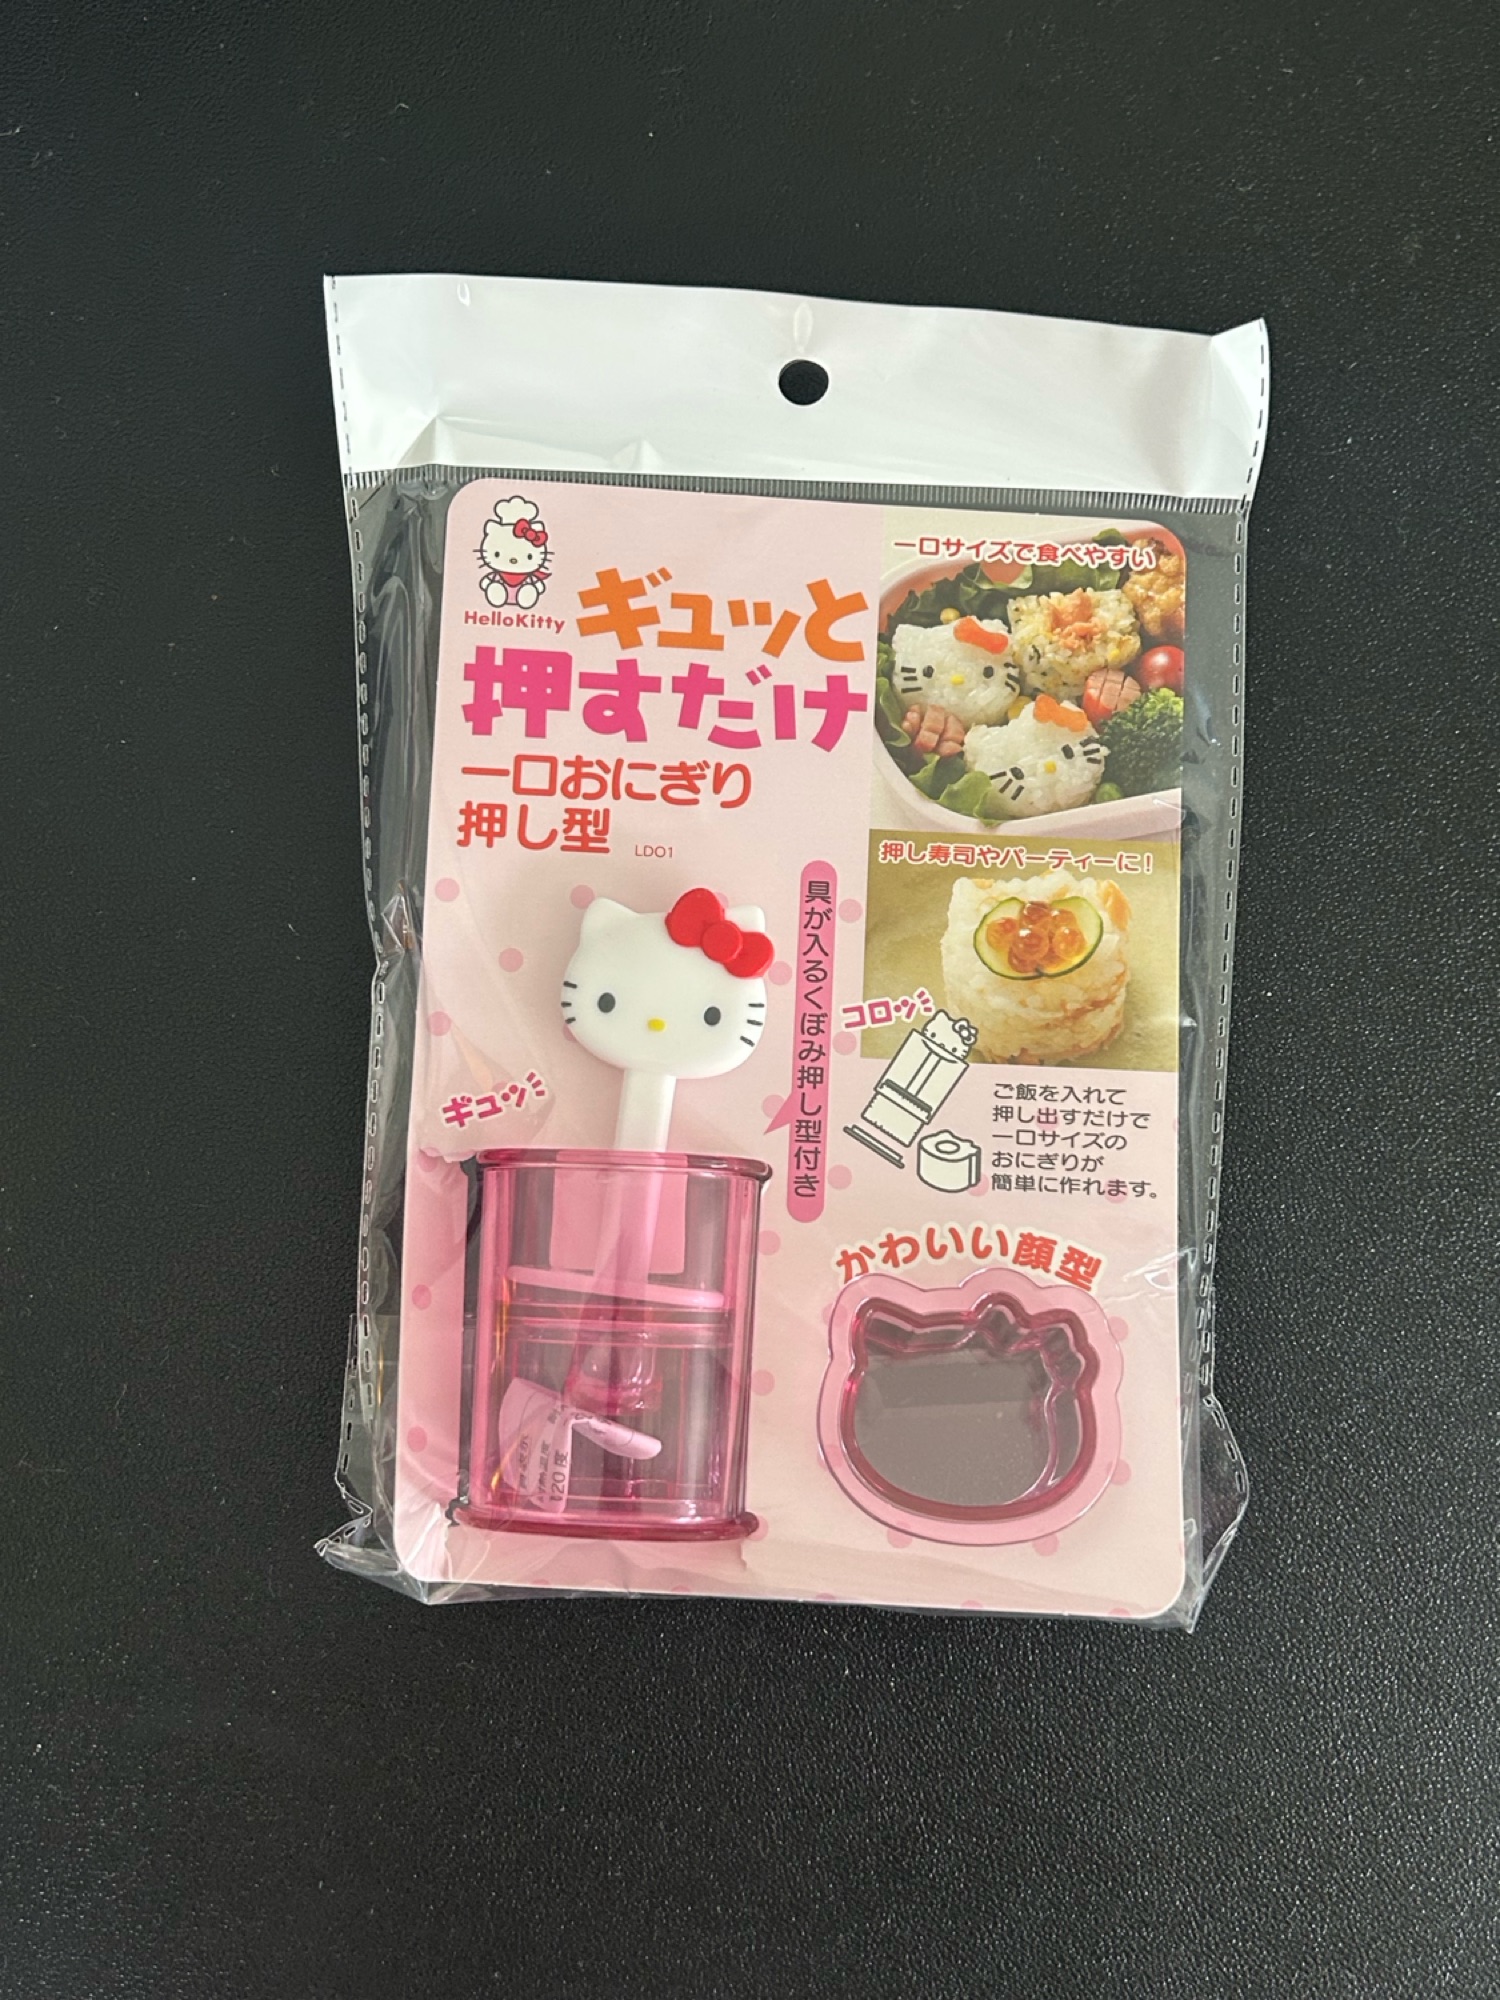 HelloKitty
ギュッと
押すだけ
一口おにぎり
押し型
LD01
一口サイズで食べやすい
押し寿司やパーティーに!
具が入るくぼみ押し型付き
ギュッ
コロッ
ご飯を入れて
押し出すだけで
一口サイズの
おにぎりが
簡単に作れます。
かわいい顔型
120度